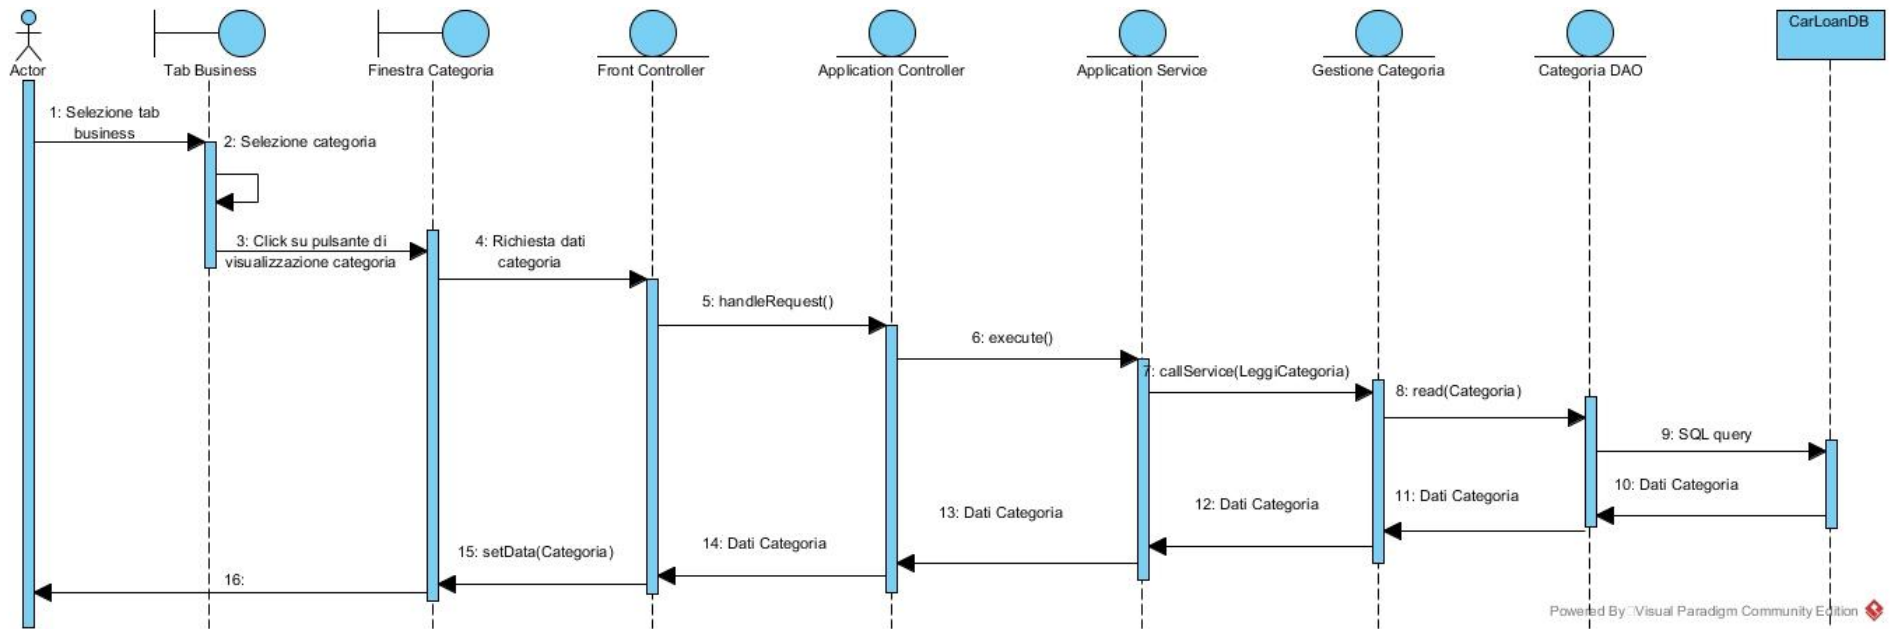 CarLoanDB
Actor
Tab Business
Finestra Categoria
Front Controller
Application Controller
Application Service
Gestione Categoria
Categoria DAO
1: Selezione tab
business
2: Selezione categoria
3: Click su pulsante di
visualizzazione categoria
4: Richiesta dati
categoria
5: handleRequest()
6: execute()
7: callService(LeggiCategoria)
8: read(Categoria)
9: SQL query
10: Dati Categoria
11: Dati Categoria
12: Dati Categoria
13: Dati Categoria
14: Dati Categoria
15: setData(Categoria)
16:
Powered By Visual Paradigm Community Edition